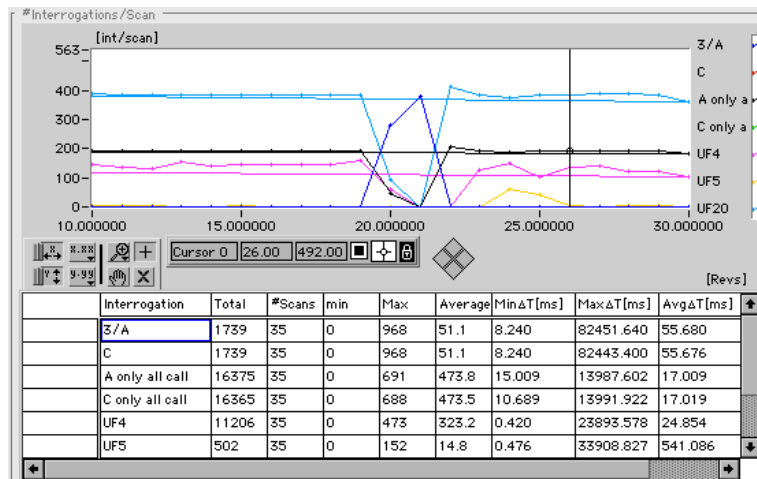 #Interrogations/Scan
[int/scan]
563
400
300
200
100
0
10.000000 15.000000 20.000000 25.000000 30.000000
3/A
C
A only a
C only a
UF4
UF5
UF20
Cursor 0 26.00 492.00
[Revs]
Interrogation Total #Scans min Max Average Min∆T[ms] Max∆T[ms] Avg∆T[ms]
3/A 1739 35 0 968 51.1 8.240 82451.640 55.680
C 1739 35 0 968 51.1 8.240 82443.400 55.676
A only all call 16375 35 0 691 473.8 15.009 13987.602 17.009
C only all call 16365 35 0 688 473.5 10.689 13991.922 17.019
UF4 11206 35 0 473 323.2 0.420 23893.578 24.854
UF5 502 35 0 152 14.8 0.476 33908.827 541.086